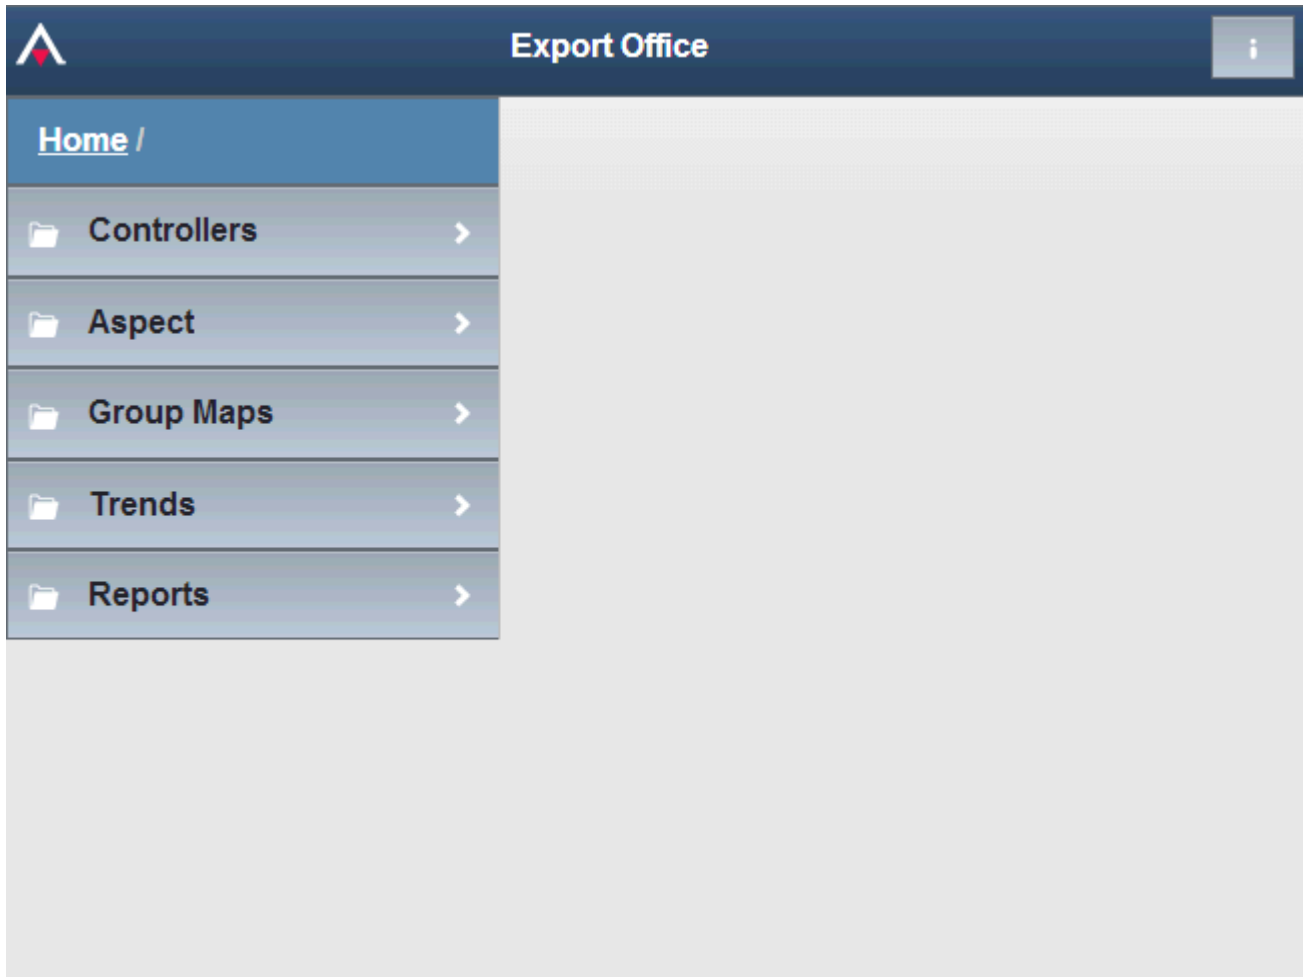 Export Office
i
Home /
Controllers
Aspect
Group Maps
Trends
Reports